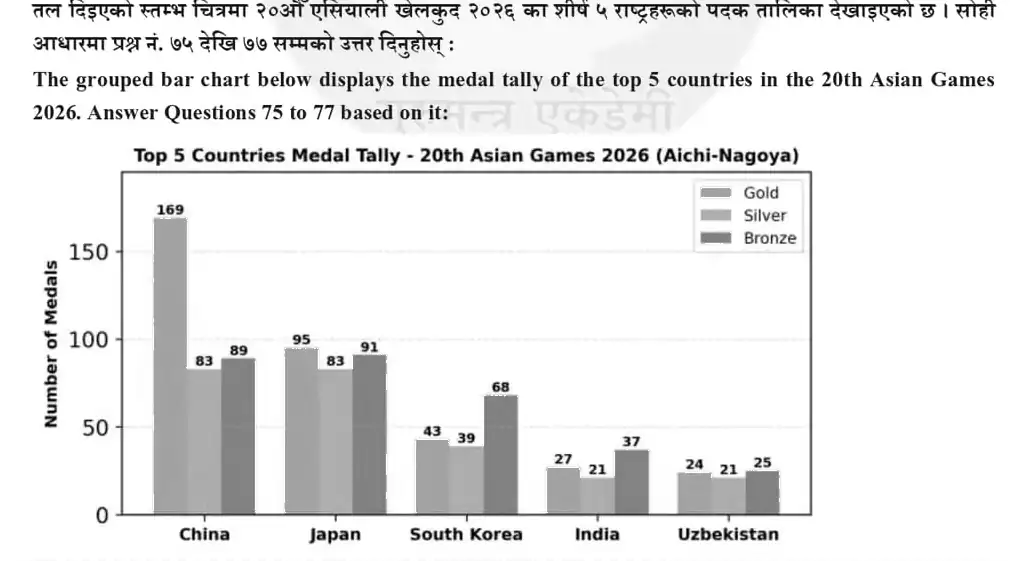 तल दिइएको स्तम्भ चित्रमा २०औँ एसियाली खेलकुद २०२६ का शीर्ष ५ राष्ट्रहरूको पदक तालिका देखाइएको छ । सोही
आधारमा प्रश्न नं. ७५ देखि ७७ सम्मको उत्तर दिनुहोस् :
The grouped bar chart below displays the medal tally of the top 5 countries in the 20th Asian Games
2026. Answer Questions 75 to 77 based on it:
एकेडेमी
Top 5 Countries Medal Tally - 20th Asian Games 2026 (Aichi-Nagoya)
Gold
Silver
Bronze
Number of Medals
150
100
50
0
169 83 89
95 83 91
43 39 68
27 21 37
24 21 25
China Japan South Korea India Uzbekistan